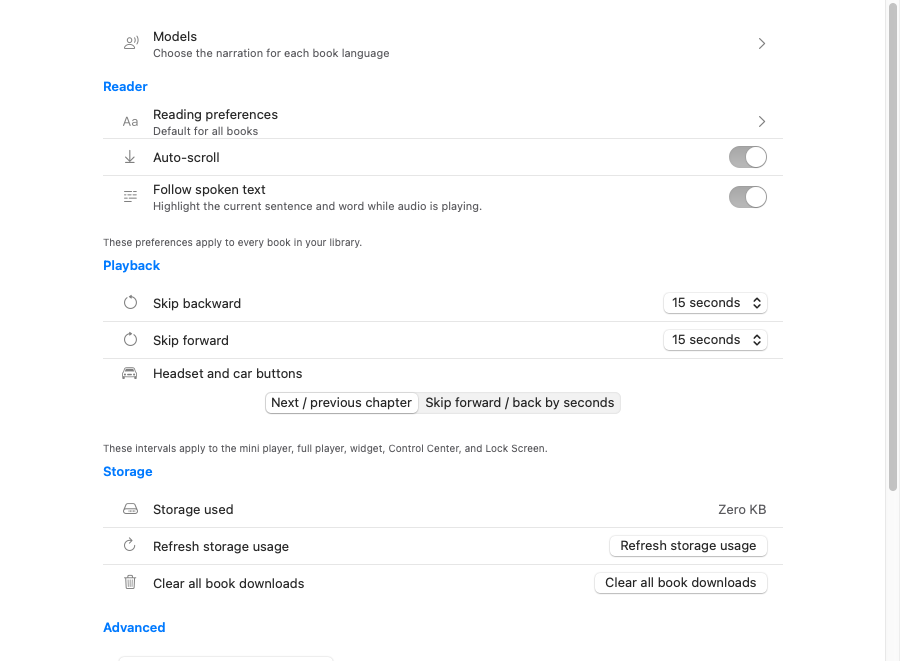 Models
Choose the narration for each book language
Reader
Aa
Reading preferences
Default for all books
Auto-scroll
Follow spoken text
Highlight the current sentence and word while audio is playing.
These preferences apply to every book in your library.
Playback
Skip backward
15 seconds
Skip forward
15 seconds
Headset and car buttons
Next / previous chapter
Skip forward / back by seconds
These intervals apply to the mini player, full player, widget, Control Center, and Lock Screen.
Storage
Storage used
Zero KB
Refresh storage usage
Refresh storage usage
Clear all book downloads
Clear all book downloads
Advanced